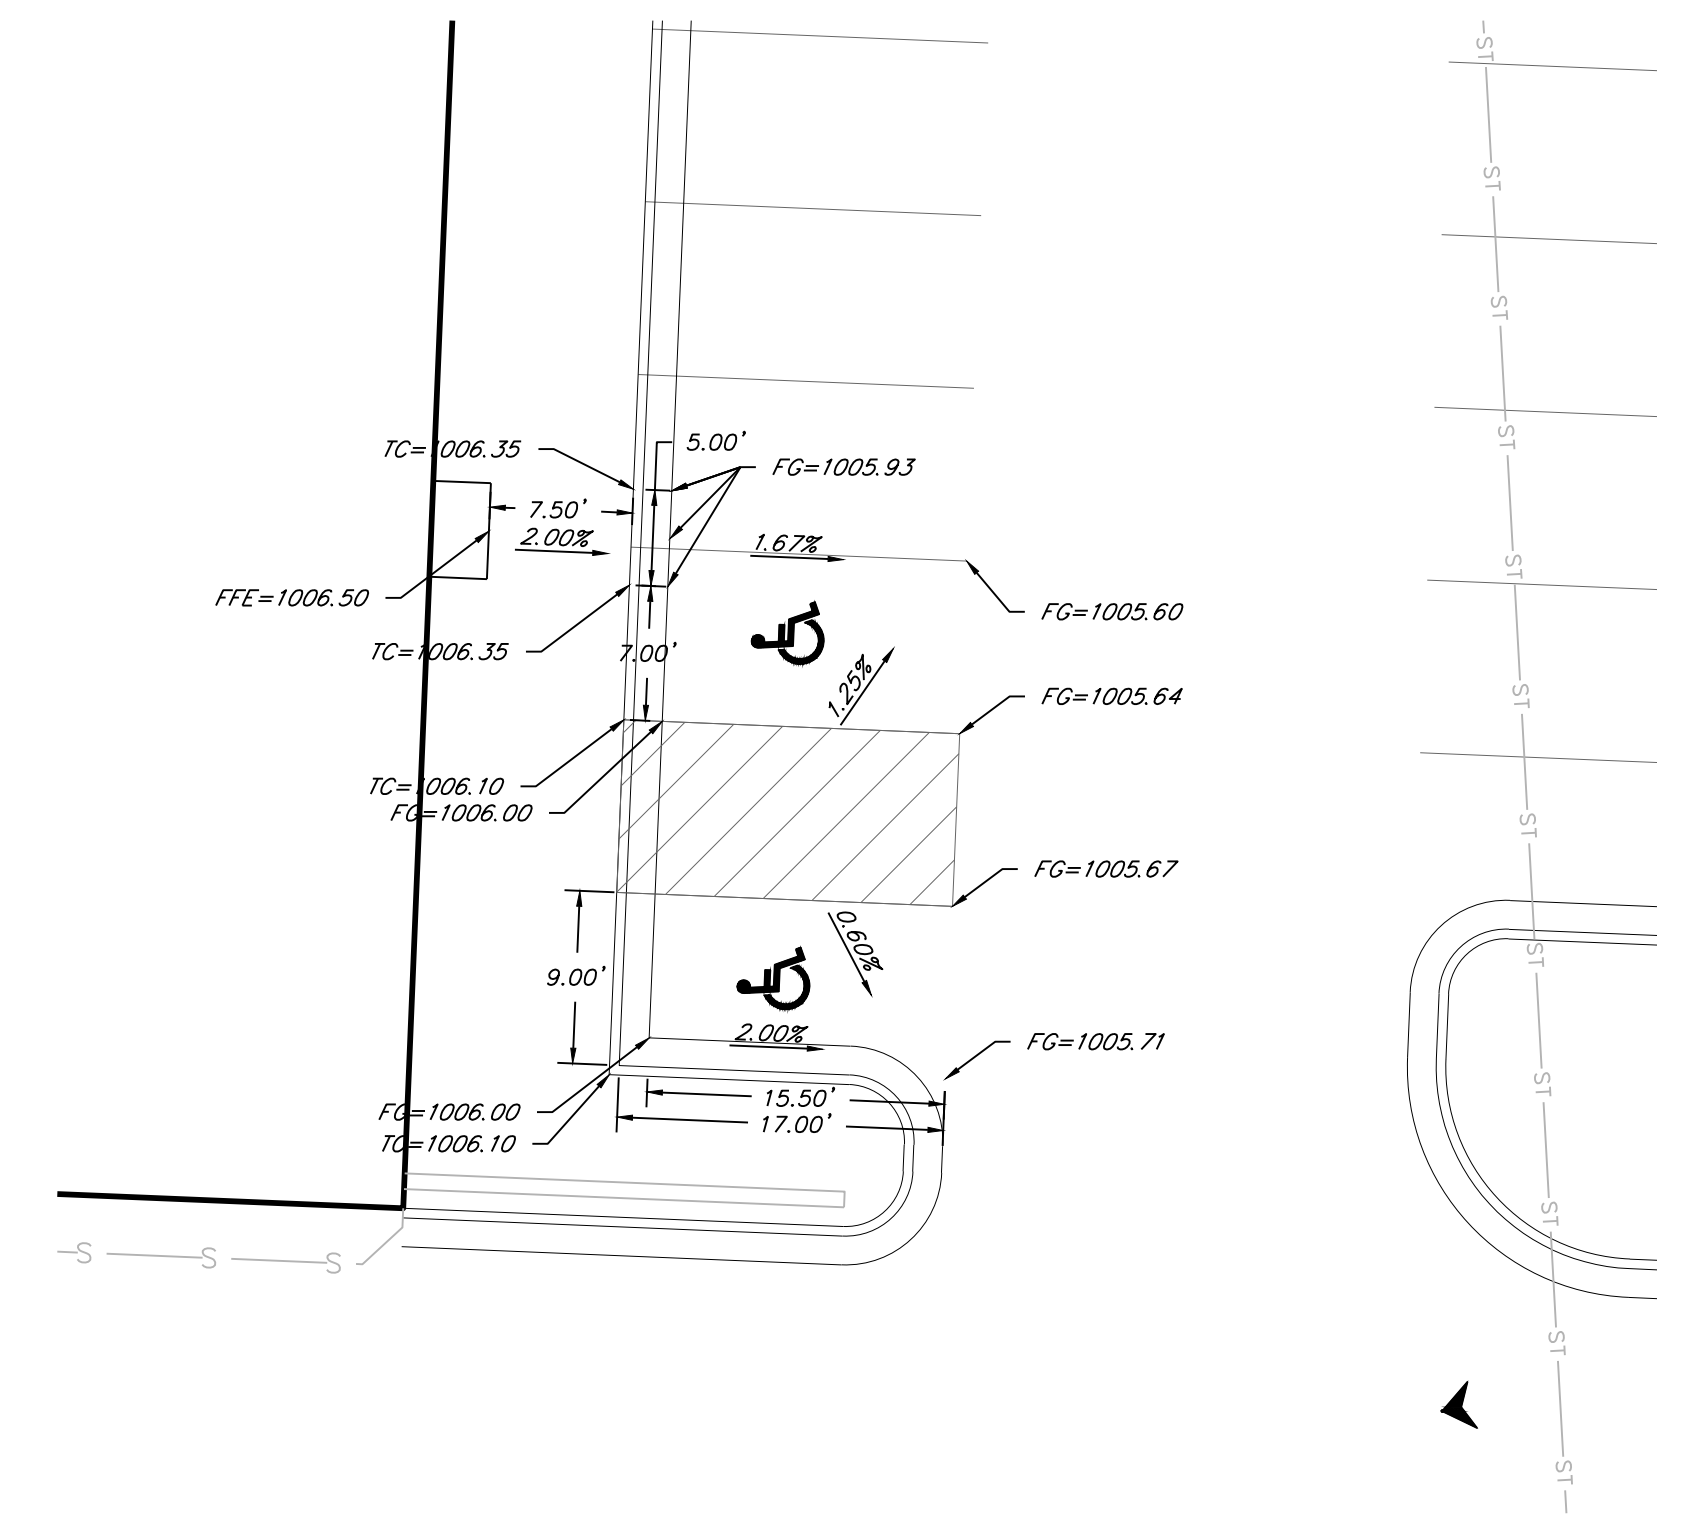 ST
ST
ST
ST
TC=1006.35
5.00'
FG=1005.93
7.50'
2.00%
1.67%
ST
FFE=1006.50
FG=1005.60
TC=1006.35
7.00'
1.25%
FG=1005.64
ST
TC=1006.10
FG=1006.00
ST
FG=1005.67
0.60%
ST
9.00'
2.00%
FG=1005.71
ST
15.50'
FG=1006.00
17.00'
TC=1006.10
ST
S
S
S
ST
ST